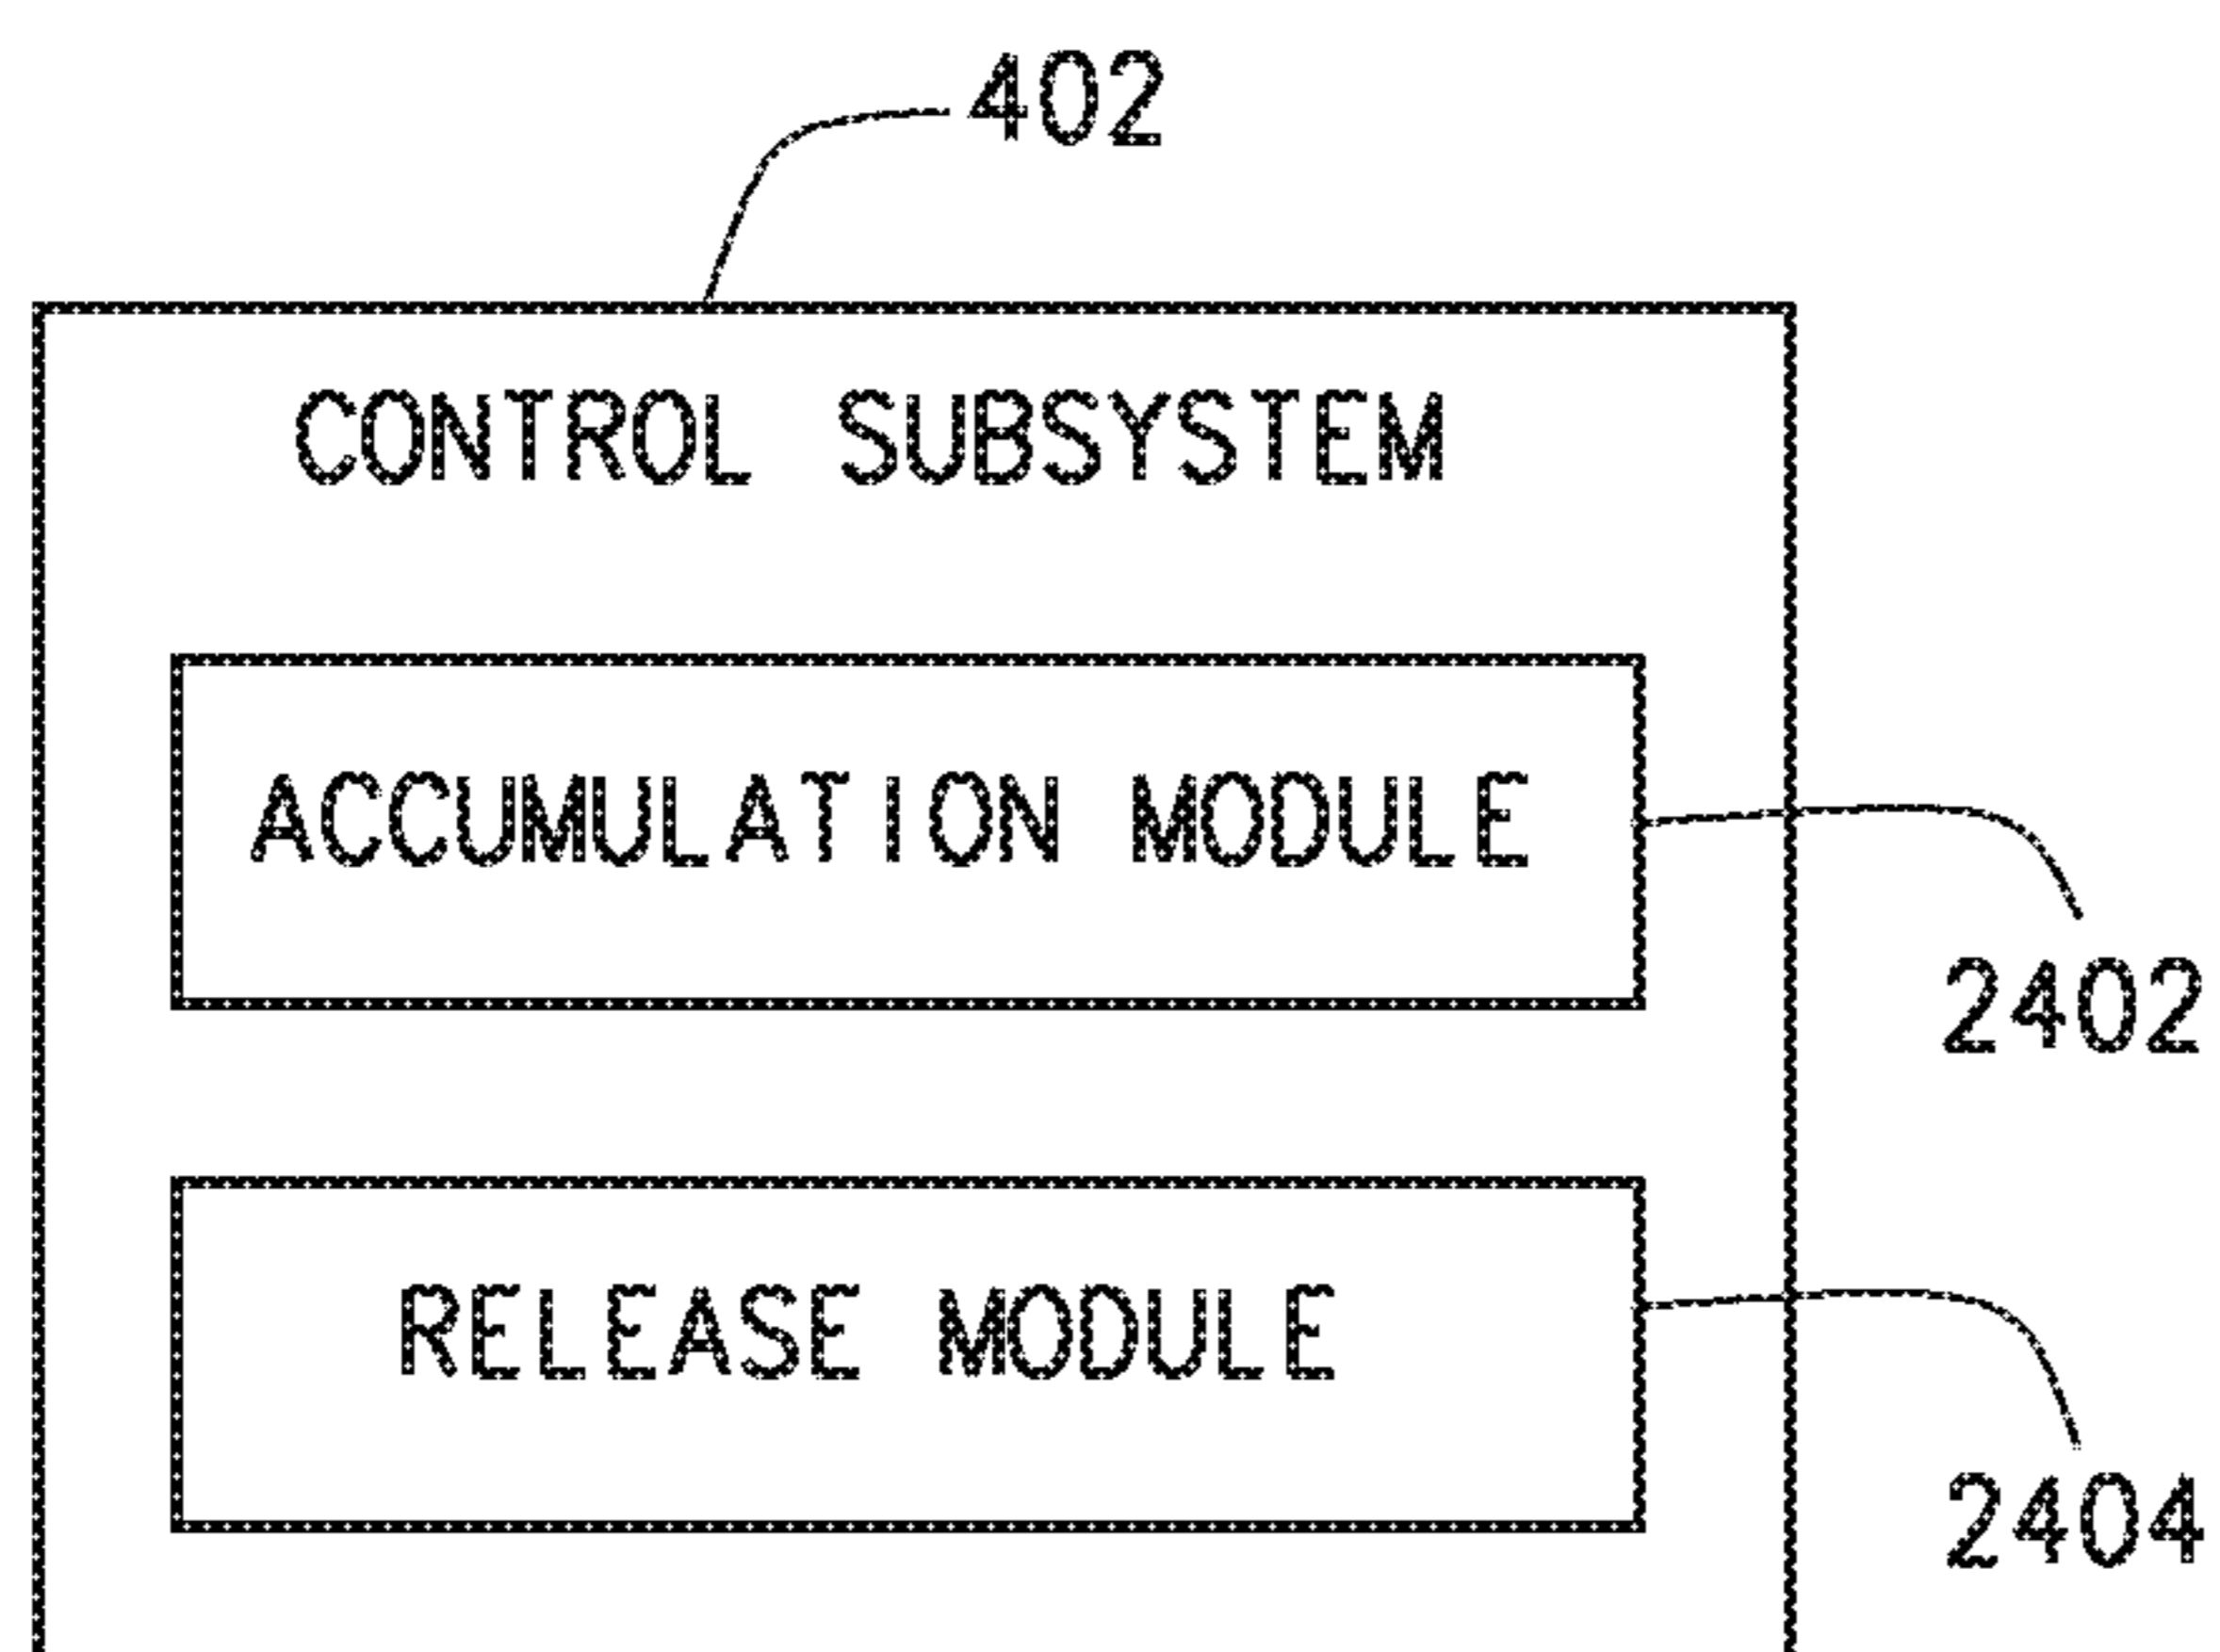 402
CONTROL SUBSYSTEM
ACCUMULATION MODULE
2402
RELEASE MODULE
2404